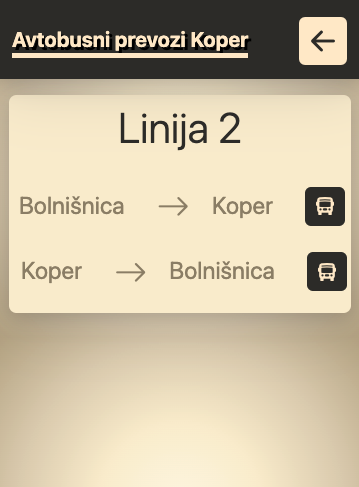 Avtobusni prevozi Koper
Linija 2
Bolnišnica → Koper
Koper → Bolnišnica